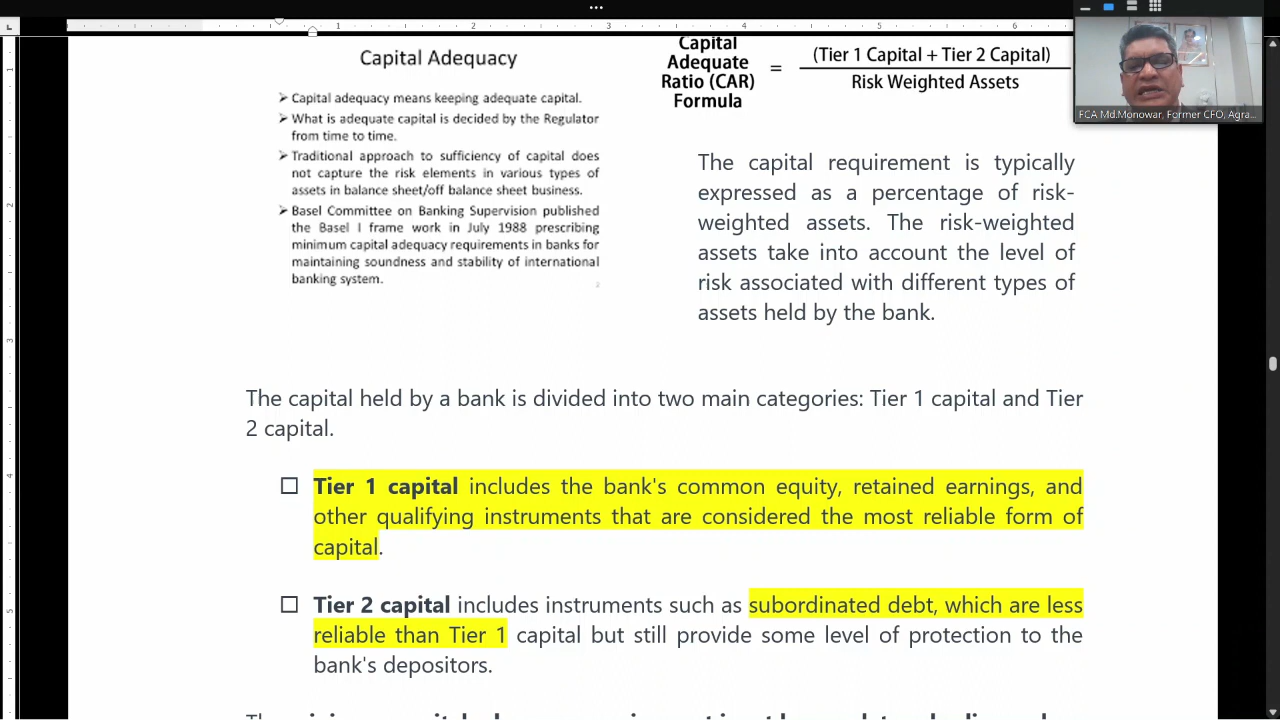 Capital Adequacy
➢ Capital adequacy means keeping adequate capital.
➢ What is adequate capital is decided by the Regulator
from time to time.
➢ Traditional approach to sufficiency of capital does
not capture the risk elements in various types of
assets in balance sheet/off balance sheet business.
➢ Basel Committee on Banking Supervision published
the Basel I frame work in July 1988 prescribing
minimum capital adequacy requirements in banks for
maintaining soundness and stability of international
banking system.
2
Capital
Adequate
Ratio (CAR)
Formula
=
(Tier 1 Capital + Tier 2 Capital)
Risk Weighted Assets
FCA Md.Monowar, Former CFO, Agra...
The capital requirement is typically
expressed as a percentage of risk-
weighted assets. The risk-weighted
assets take into account the level of
risk associated with different types of
assets held by the bank.
The capital held by a bank is divided into two main categories: Tier 1 capital and Tier
2 capital.
☐ Tier 1 capital includes the bank's common equity, retained earnings, and
other qualifying instruments that are considered the most reliable form of
capital.
☐ Tier 2 capital includes instruments such as subordinated debt, which are less
reliable than Tier 1 capital but still provide some level of protection to the
bank's depositors.